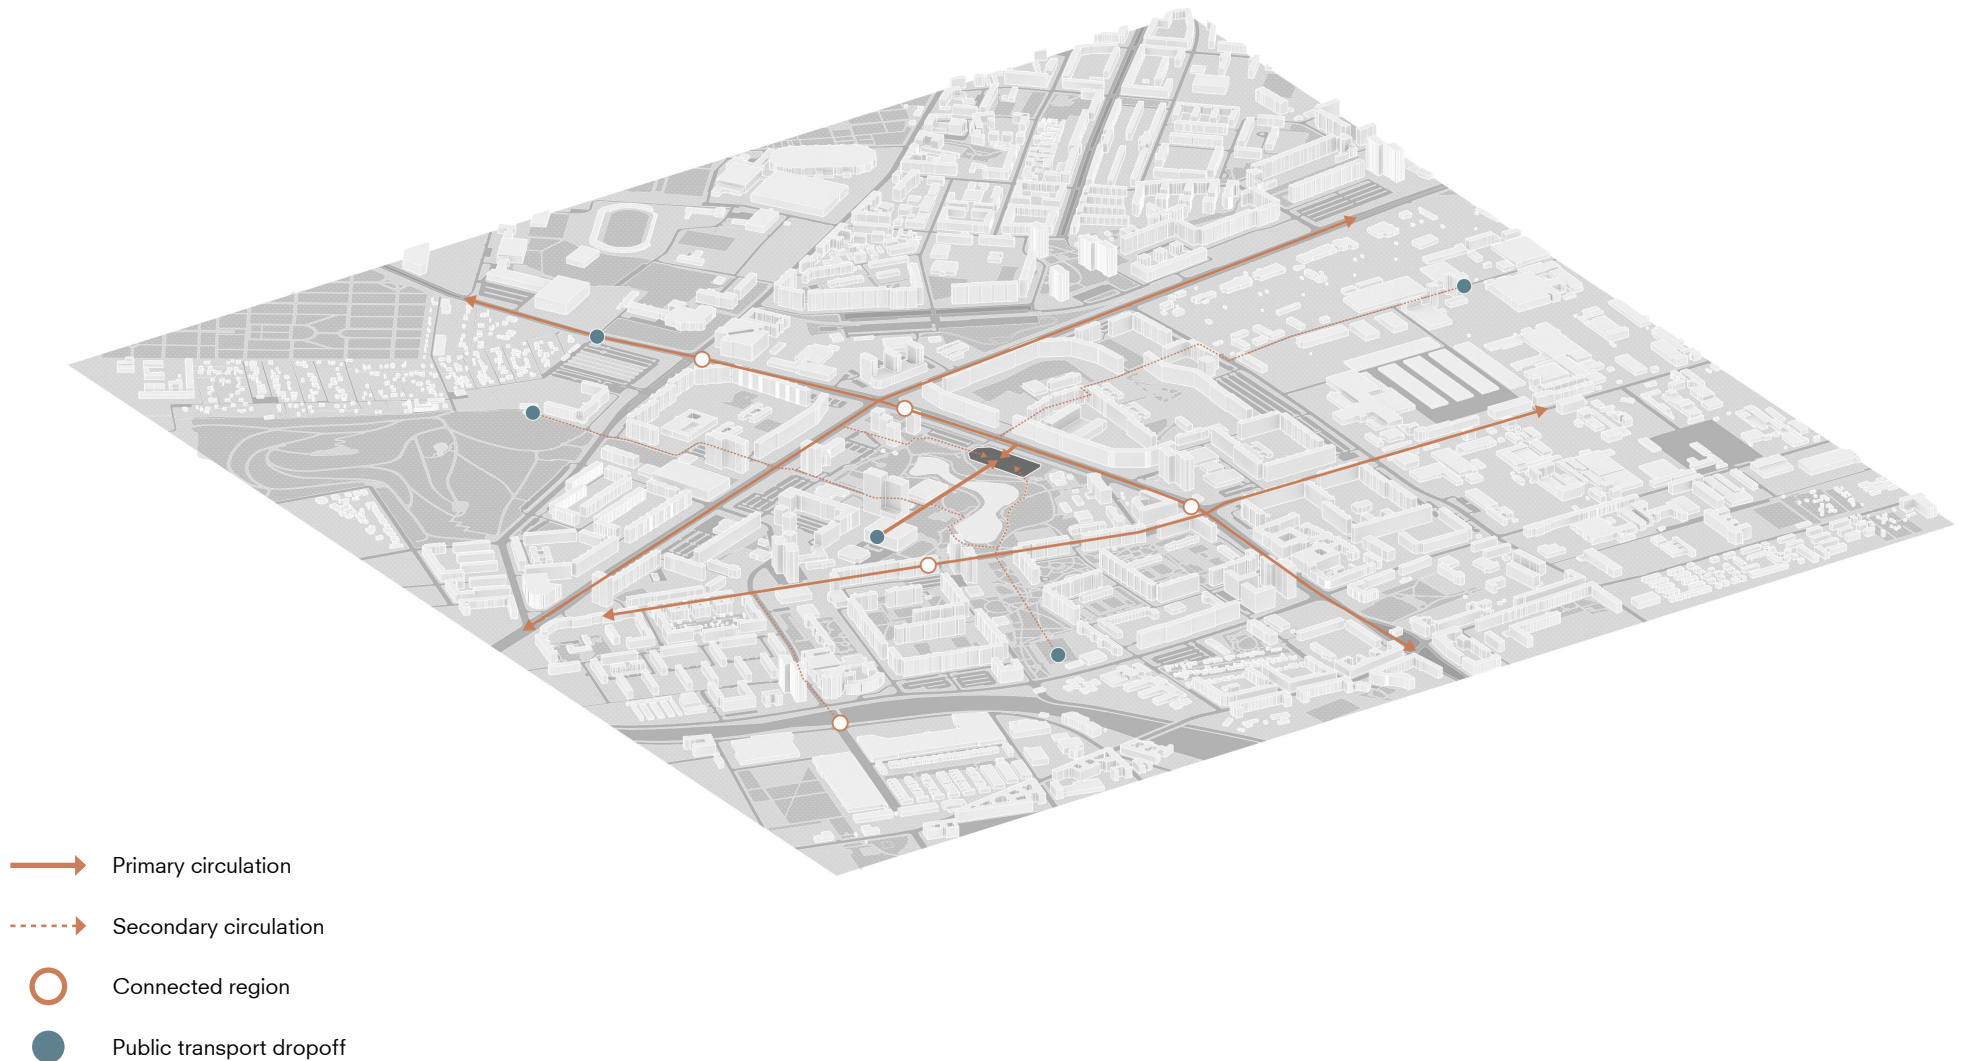 Primary circulation
Secondary circulation
Connected region
Public transport dropoff